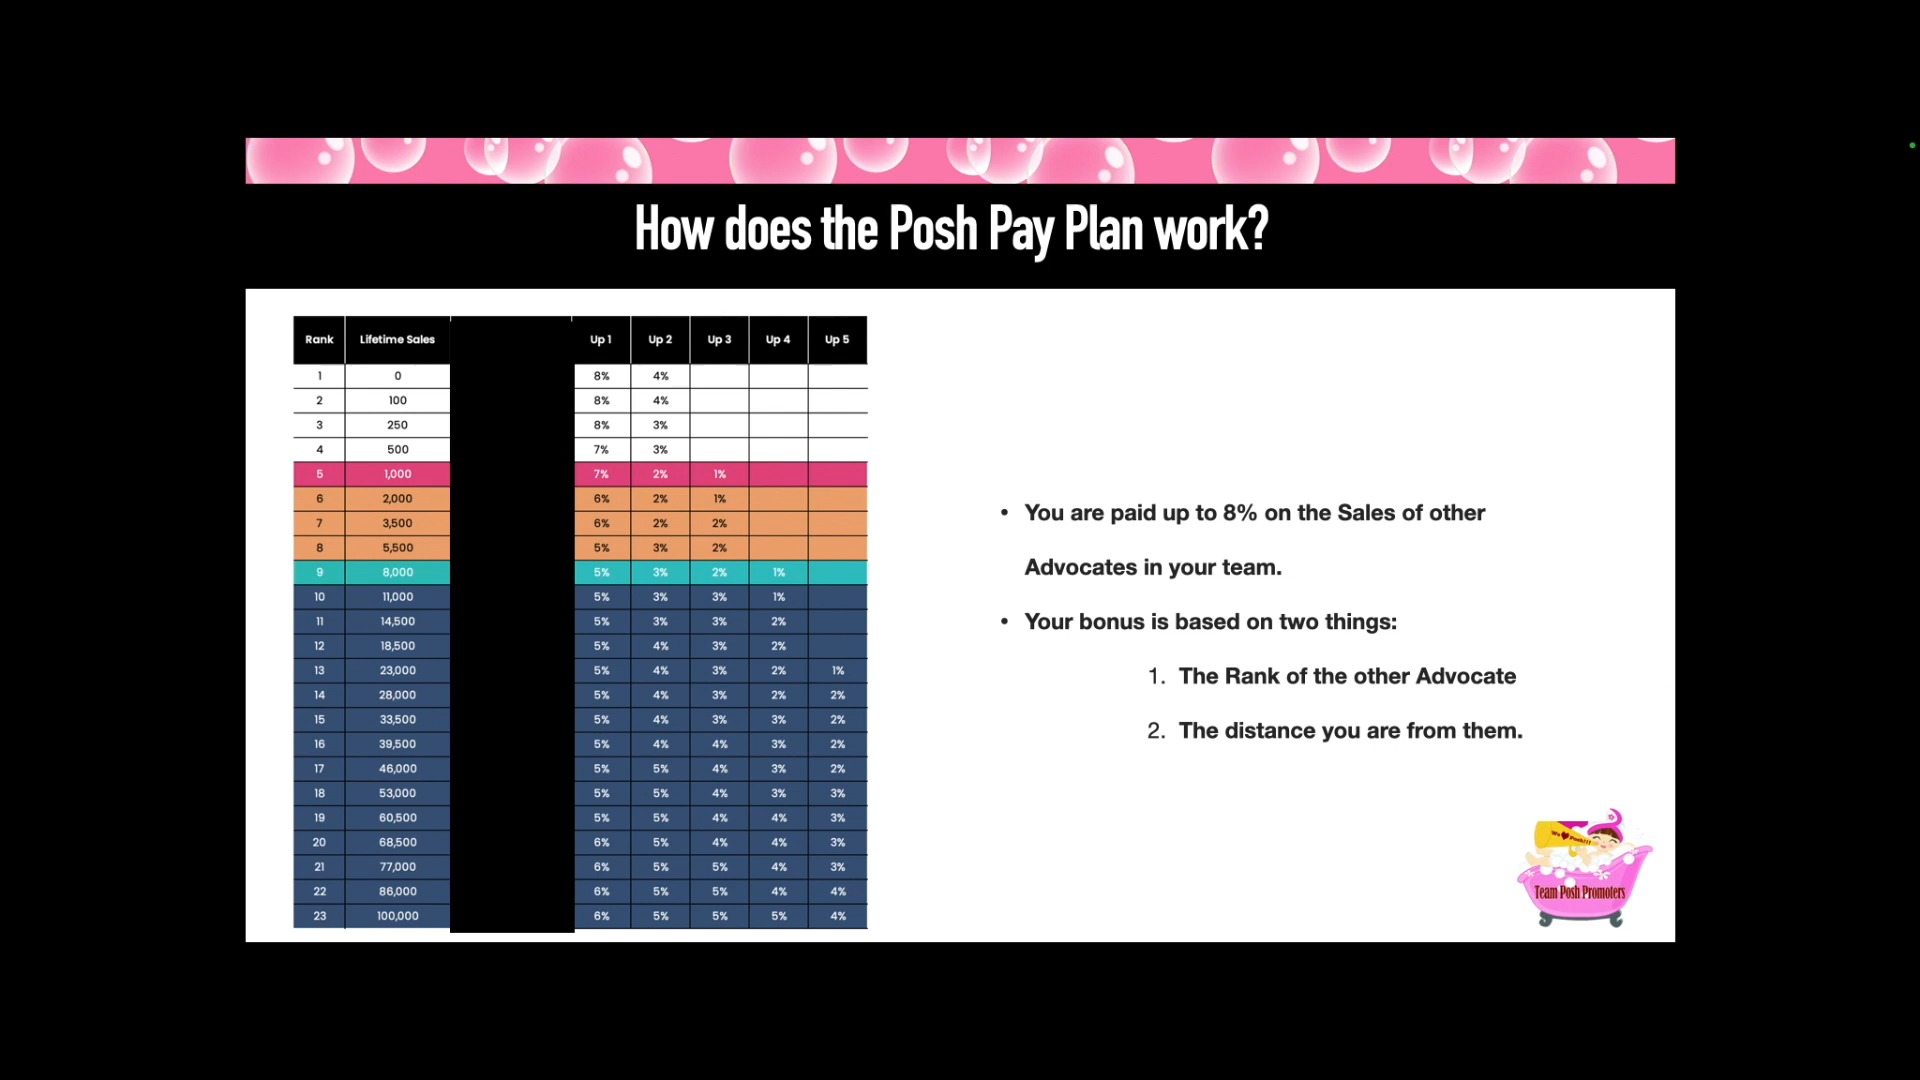 How does the Posh Pay Plan work?
Rank Lifetime Sales Up 1 Up 2 Up 3 Up 4 Up 5
1 0 8% 4%
2 100 8% 4%
3 250 8% 3%
4 500 7% 3%
5 1,000 7% 2% 1%
6 2,000 6% 2% 1%
7 3,500 6% 2% 2%
8 5,500 5% 3% 2%
9 8,000 5% 3% 2% 1%
10 11,000 5% 3% 3% 1%
11 14,500 5% 3% 3% 2%
12 18,500 5% 4% 3% 2%
13 23,000 5% 4% 3% 2% 1%
14 28,000 5% 4% 3% 2% 2%
15 33,500 5% 4% 3% 3% 2%
16 39,500 5% 4% 4% 3% 2%
17 46,000 5% 5% 4% 3% 2%
18 53,000 5% 5% 4% 3% 3%
19 60,500 5% 5% 4% 4% 3%
20 68,500 6% 5% 4% 4% 3%
21 77,000 6% 5% 5% 4% 3%
22 86,000 6% 5% 5% 4% 4%
23 100,000 6% 5% 5% 5% 4%
• You are paid up to 8% on the Sales of other
Advocates in your team.
• Your bonus is based on two things:
1. The Rank of the other Advocate
2. The distance you are from them.
We ❤ Posh!!!
Team Posh Promoters